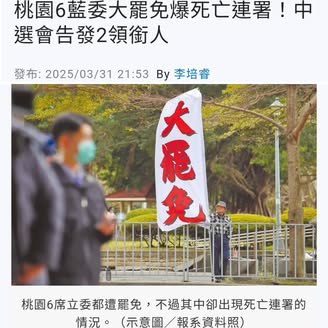 桃園6藍委大罷免爆死亡連署！中
選會告發2領銜人
發布: 2025/03/31 21:53 By 李培睿
大罷免
桃園6席立委都遭罷免，不過其中卻出現死亡連署的
情況。（示意圖／報系資料照）